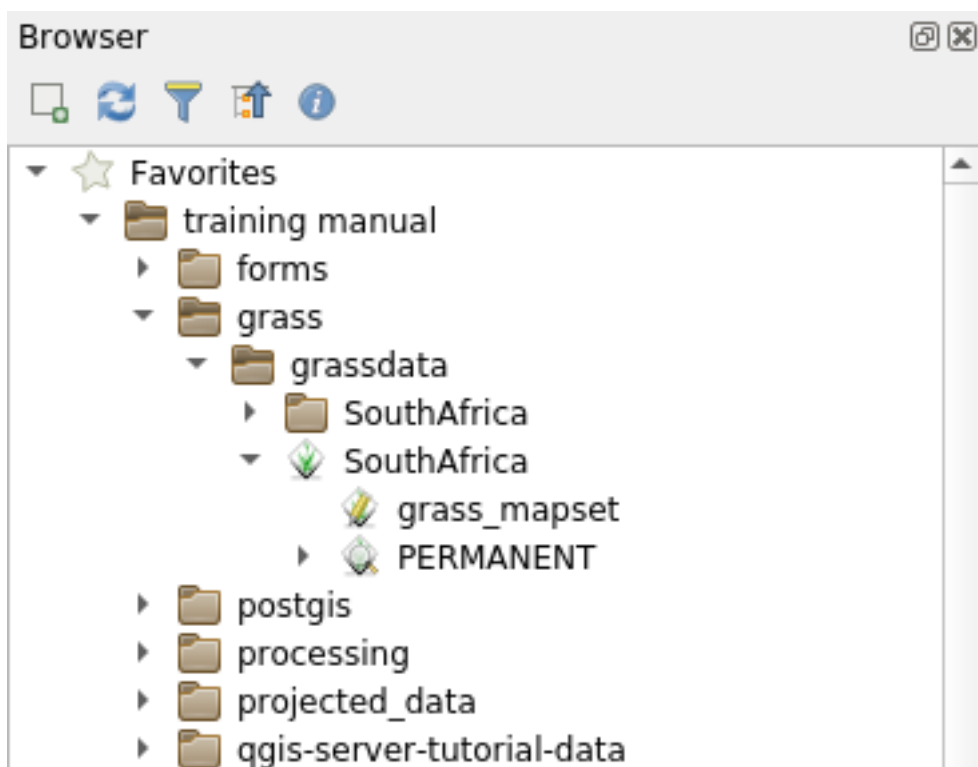 Browser
Favorites
training manual
forms
grass
grassdata
SouthAfrica
SouthAfrica
grass_mapset
PERMANENT
postgis
processing
projected_data
qgis-server-tutorial-data